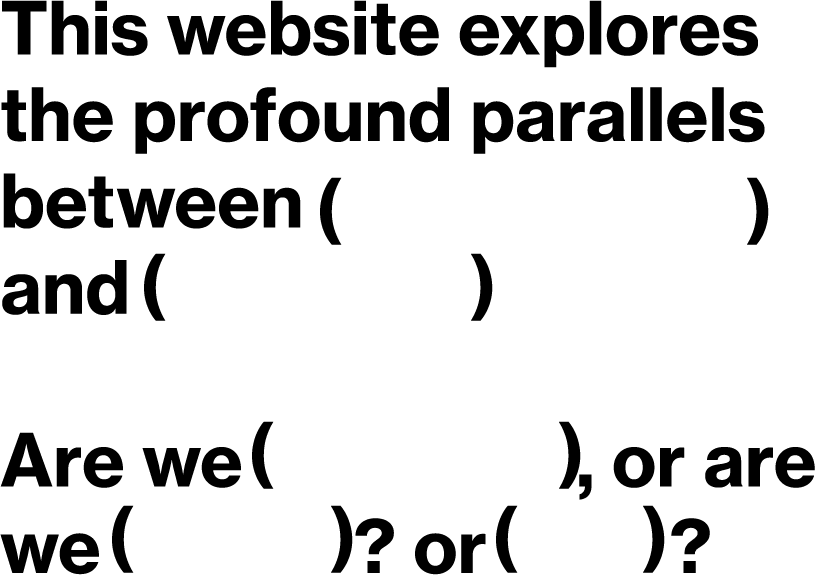 This website explores
the profound parallels
between (                    )
and (               )
Are we (              ), or are
we (          )? or (      )?